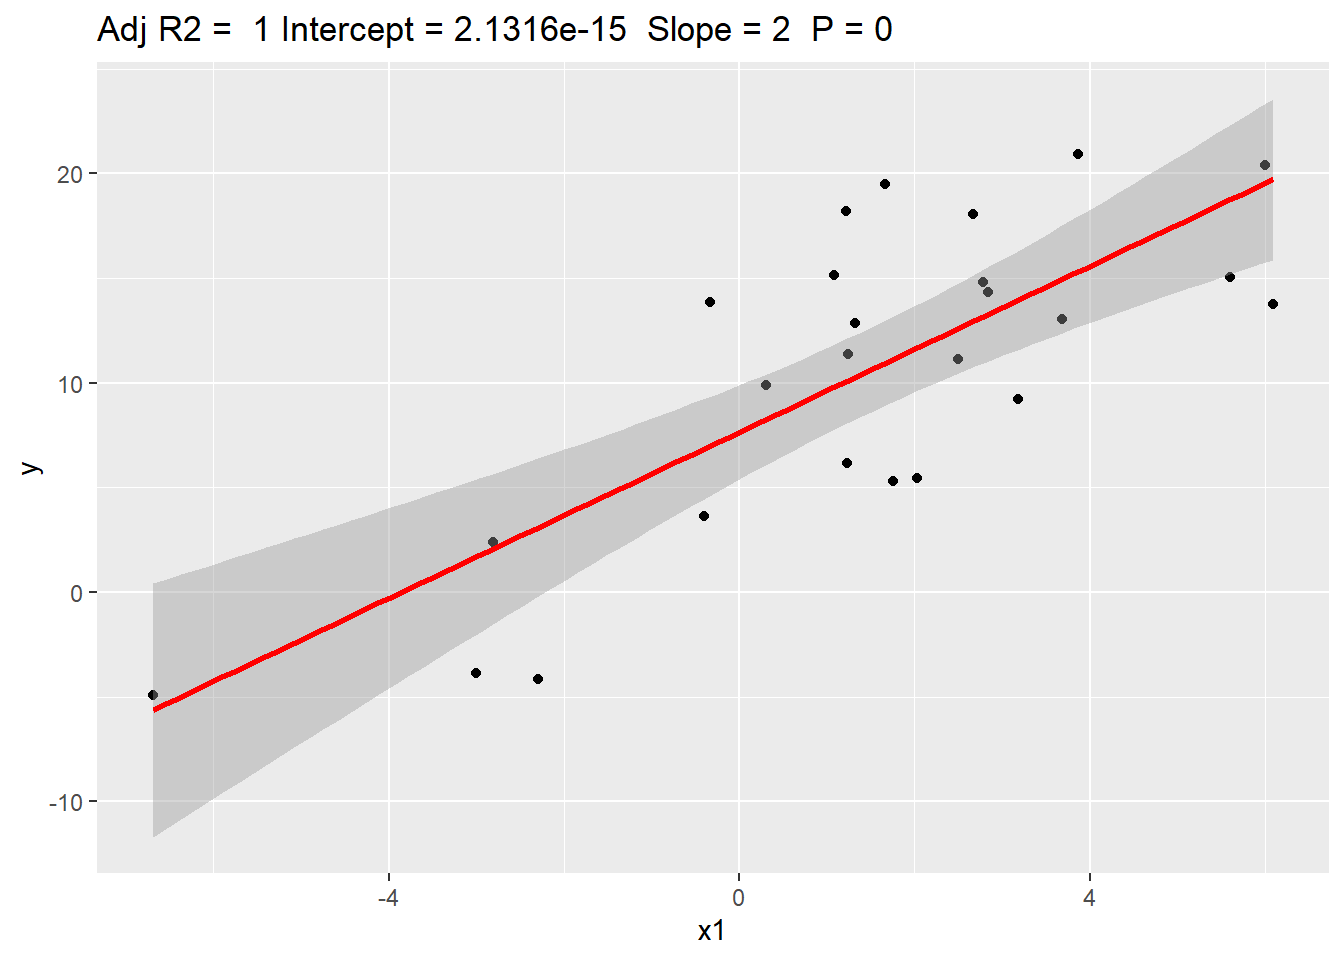 Adj R2 =  1 Intercept = 2.1316e-15  Slope = 2  P = 0
20
10
0
-10
y
-4
0
4
x1